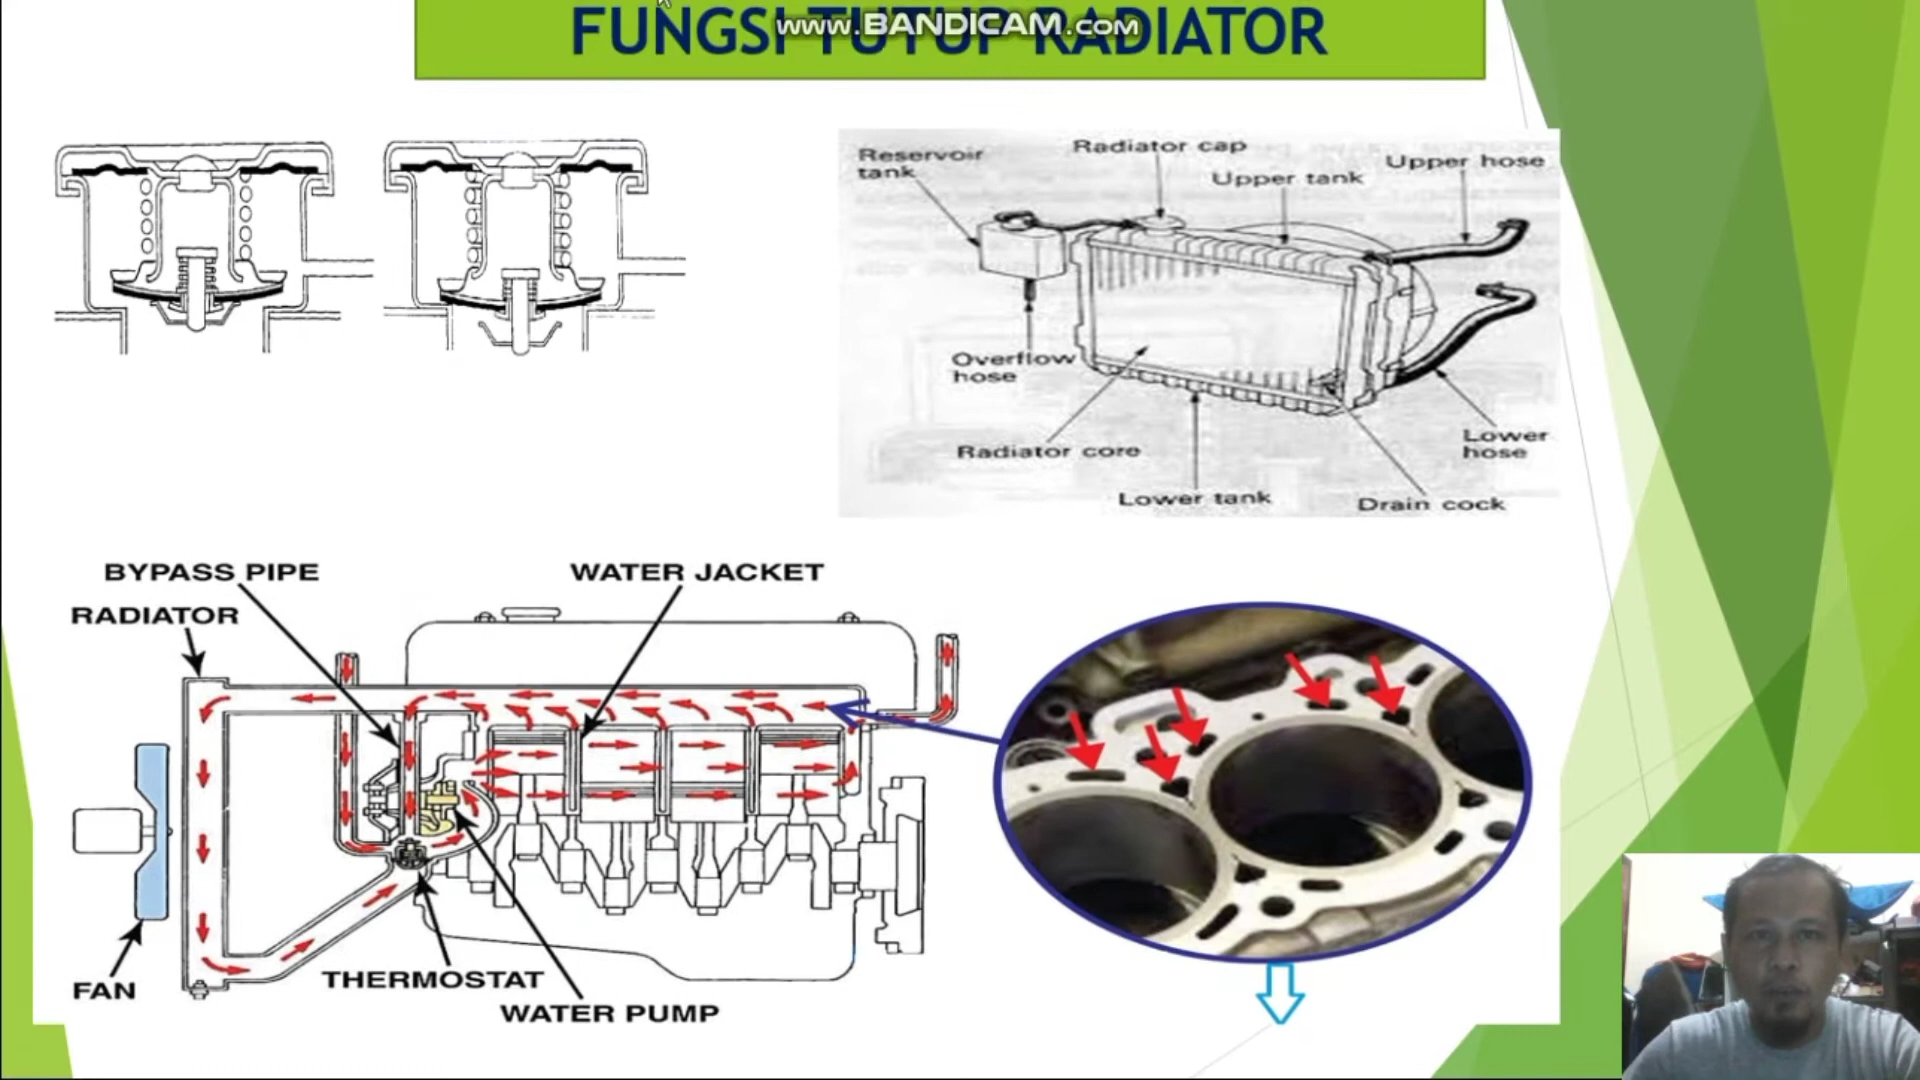 FUNGSI TUTUP RADIATOR
www.BANDICAM.com
Reservoir
tank
Radiator cap
Upper tank
Upper hose
Overflow
hose
Radiator core
Lower tank
Lower
hose
Drain cock
BYPASS PIPE
WATER JACKET
RADIATOR
FAN
THERMOSTAT
WATER PUMP